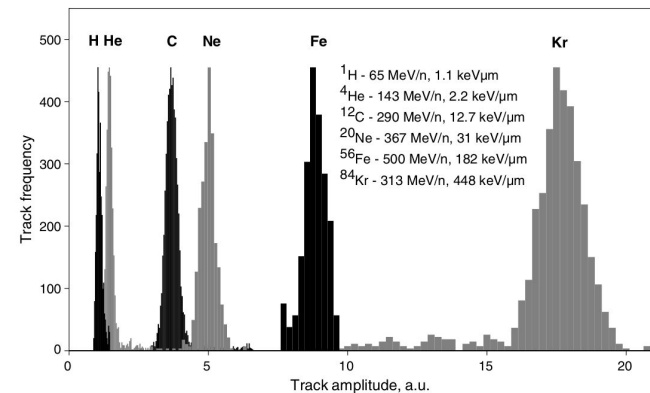 H He C Ne Fe Kr
500
400
300
200
100
0
Track frequency
¹H - 65 MeV/n, 1.1 keVμm
⁴He - 143 MeV/n, 2.2 keV/μm
¹²C - 290 MeV/n, 12.7 keV/μm
²⁰Ne - 367 MeV/n, 31 keV/μm
⁵⁶Fe - 500 MeV/n, 182 keV/μm
⁸⁴Kr - 313 MeV/n, 448 keV/μm
0 5 10 15 20
Track amplitude, a.u.